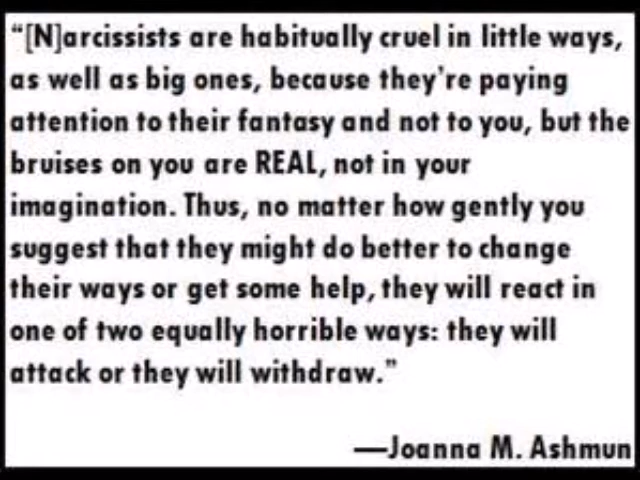 “[N]arcissists are habitually cruel in little ways,
as well as big ones, because they're paying
attention to their fantasy and not to you, but the
bruises on you are REAL, not in your
imagination. Thus, no matter how gently you
suggest that they might do better to change
their ways or get some help, they will react in
one of two equally horrible ways: they will
attack or they will withdraw.”
—Joanna M. Ashmun